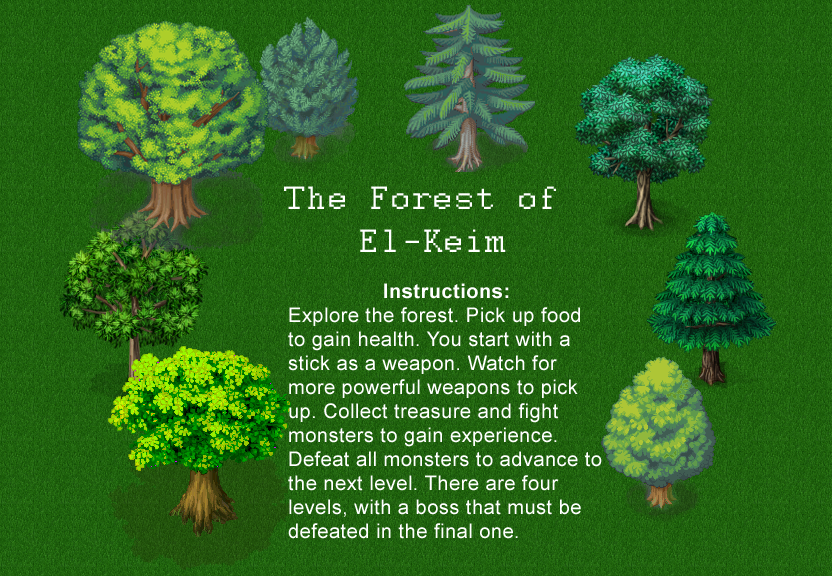 The Forest of
El-Keim
Instructions:
Explore the forest. Pick up food
to gain health. You start with a
stick as a weapon. Watch for
more powerful weapons to pick
up. Collect treasure and fight
monsters to gain experience.
Defeat all monsters to advance to
the next level. There are four
levels, with a boss that must be
defeated in the final one.